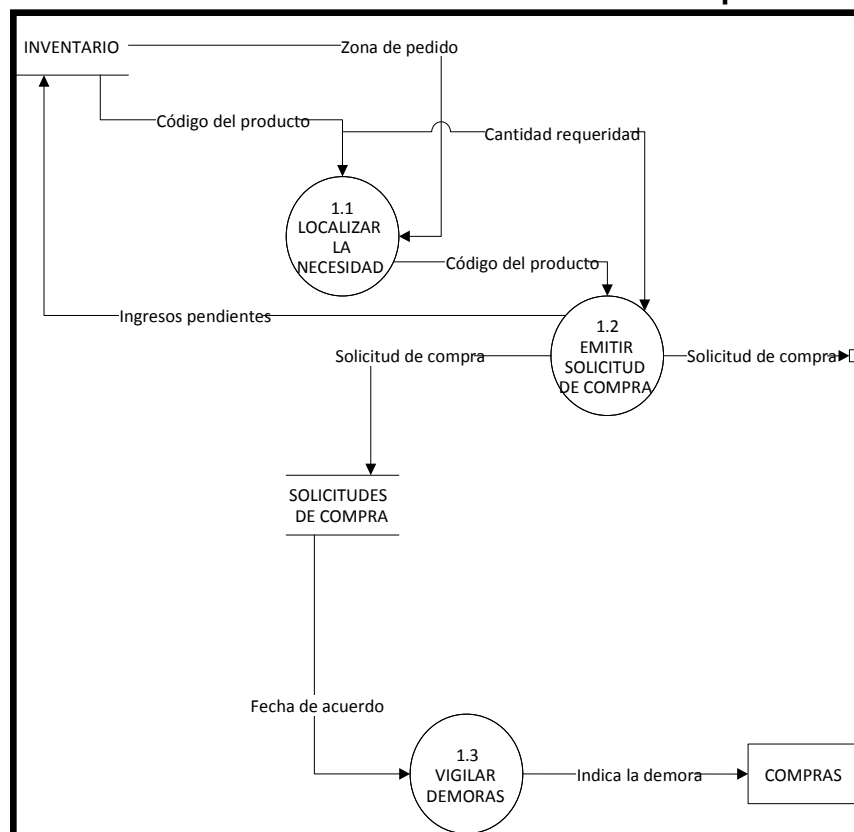 INVENTARIO
Zona de pedido
Código del producto
Cantidad requeridad
1.1
LOCALIZAR
LA
NECESIDAD
Código del producto
Ingresos pendientes
1.2
EMITIR
SOLICITUD
DE COMPRA
Solicitud de compra
Solicitud de compra
SOLICITUDES
DE COMPRA
Fecha de acuerdo
1.3
VIGILAR
DEMORAS
Indica la demora
COMPRAS